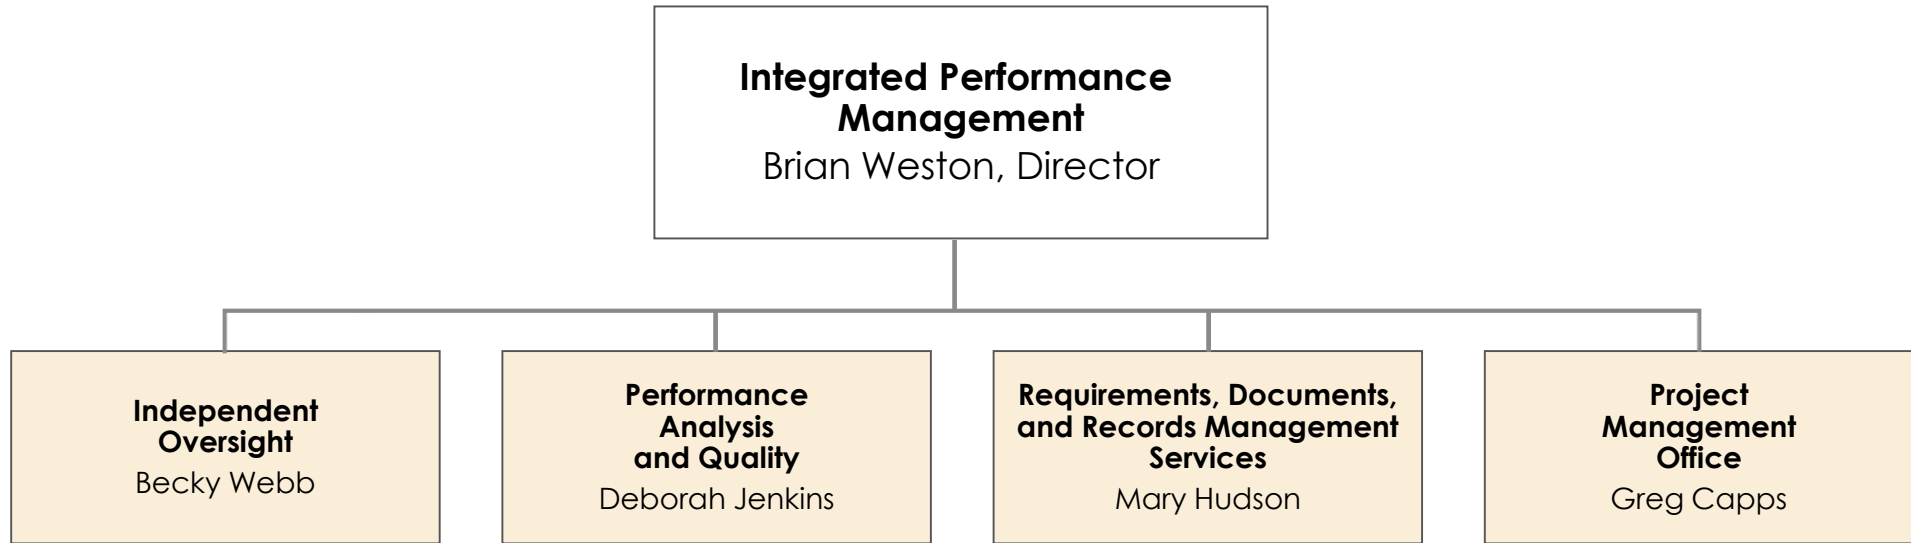 Integrated Performance
Management
Brian Weston, Director
Independent
Oversight
Becky Webb
Performance
Analysis
and Quality
Deborah Jenkins
Requirements, Documents,
and Records Management
Services
Mary Hudson
Project
Management
Office
Greg Capps